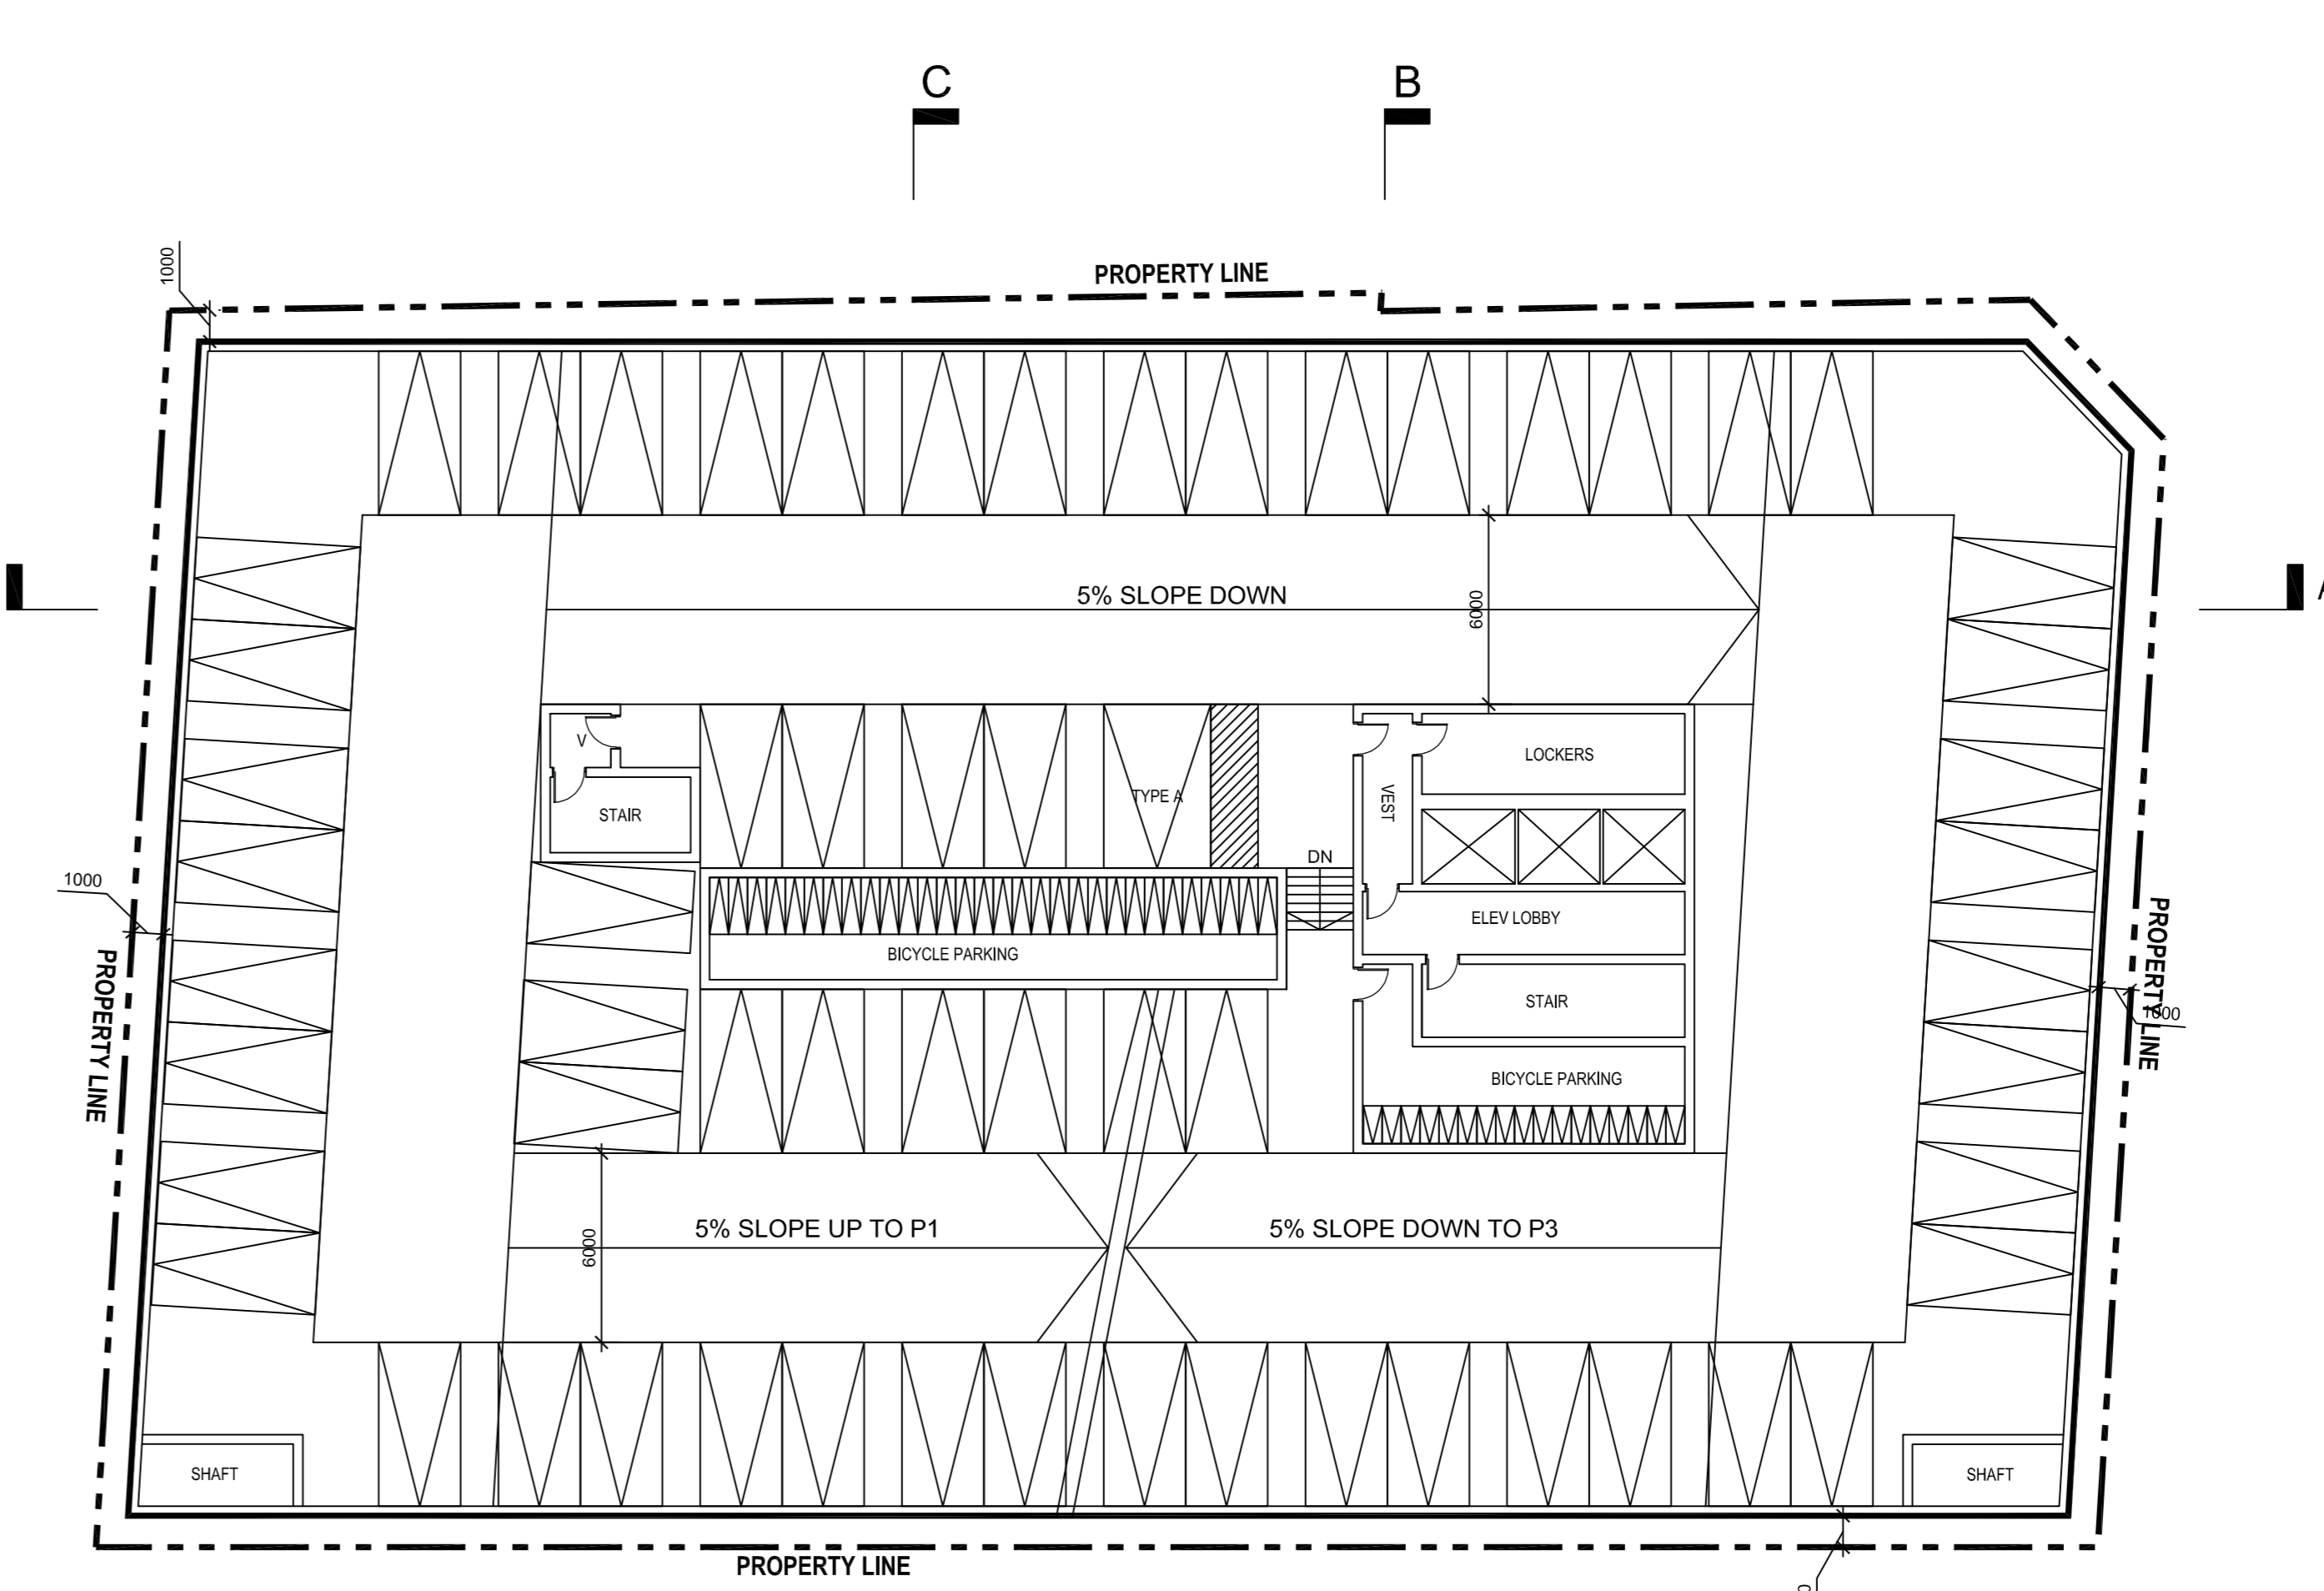 C
B
1000
PROPERTY LINE
5% SLOPE DOWN
6000
A
V
LOCKERS
TYPE A
VEST
STAIR
DN
1000
ELEV LOBBY
BICYCLE PARKING
PROPERTY LINE
PROPERTY LINE
STAIR
1000
BICYCLE PARKING
5% SLOPE UP TO P1
5% SLOPE DOWN TO P3
6000
SHAFT
SHAFT
PROPERTY LINE